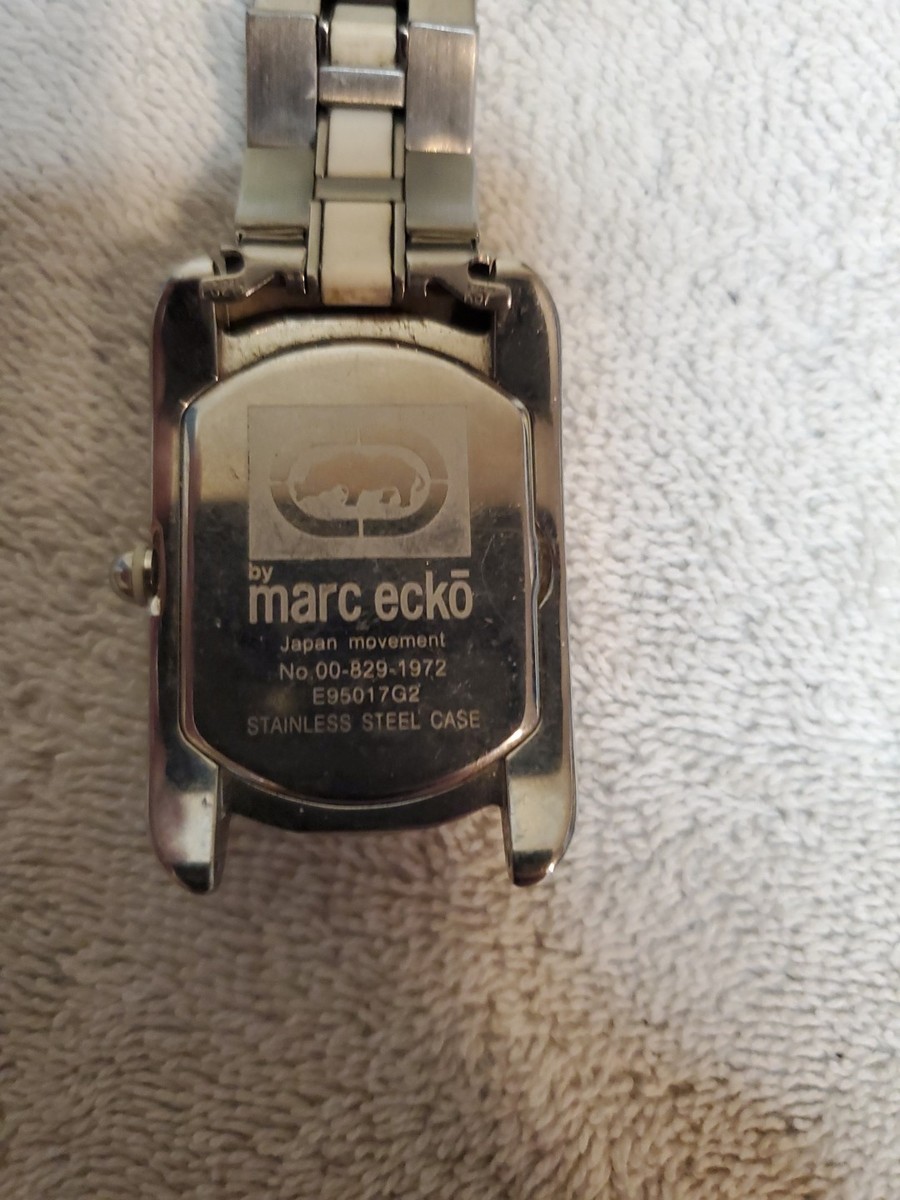 by
marc eckō
Japan movement
No.00-829-1972
E95017G2
STAINLESS STEEL CASE